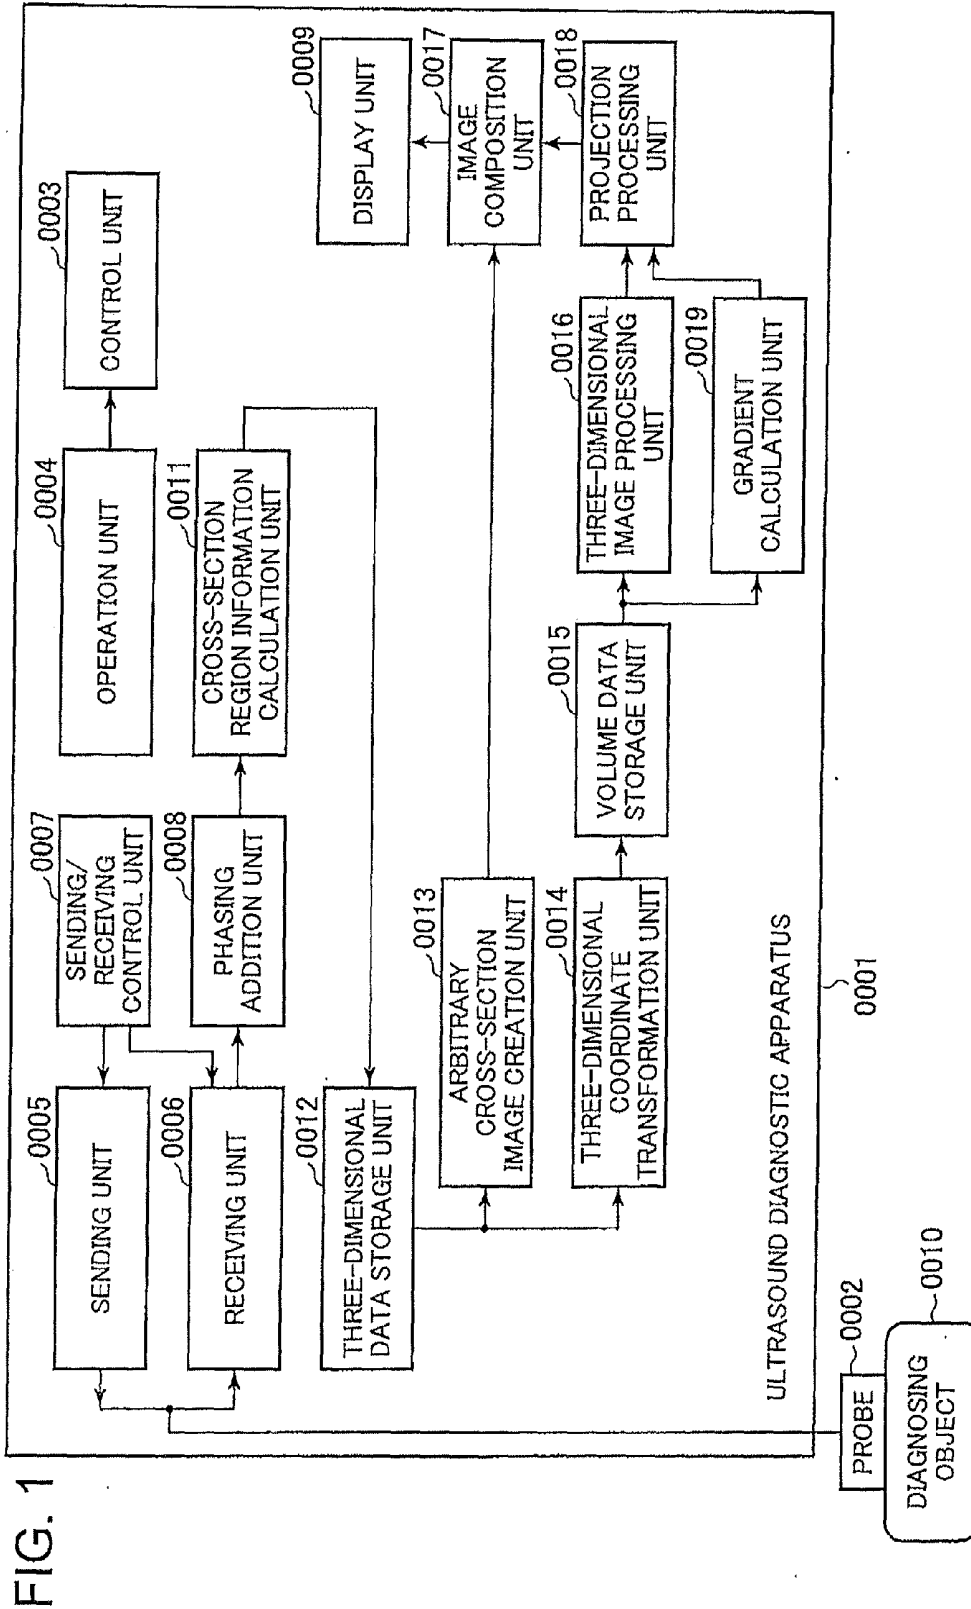 FIG. 1
0005
SENDING UNIT
0007
SENDING/
RECEIVING
CONTROL UNIT
0004
OPERATION UNIT
0003
CONTROL UNIT
0006
RECEIVING UNIT
0008
PHASING
ADDITION UNIT
0011
CROSS-SECTION
REGION INFORMATION
CALCULATION UNIT
0012
THREE-DIMENSIONAL
DATA STORAGE UNIT
0009
DISPLAY UNIT
0013
ARBITRARY
CROSS-SECTION
IMAGE CREATION UNIT
0017
IMAGE
COMPOSITION
UNIT
0014
THREE-DIMENSIONAL
COORDINATE
TRANSFORMATION UNIT
0015
VOLUME DATA
STORAGE UNIT
0016
THREE-DIMENSIONAL
IMAGE PROCESSING
UNIT
0018
PROJECTION
PROCESSING
UNIT
0019
GRADIENT
CALCULATION UNIT
ULTRASOUND DIAGNOSTIC APPARATUS
0001
PROBE
0002
DIAGNOSING
OBJECT
0010